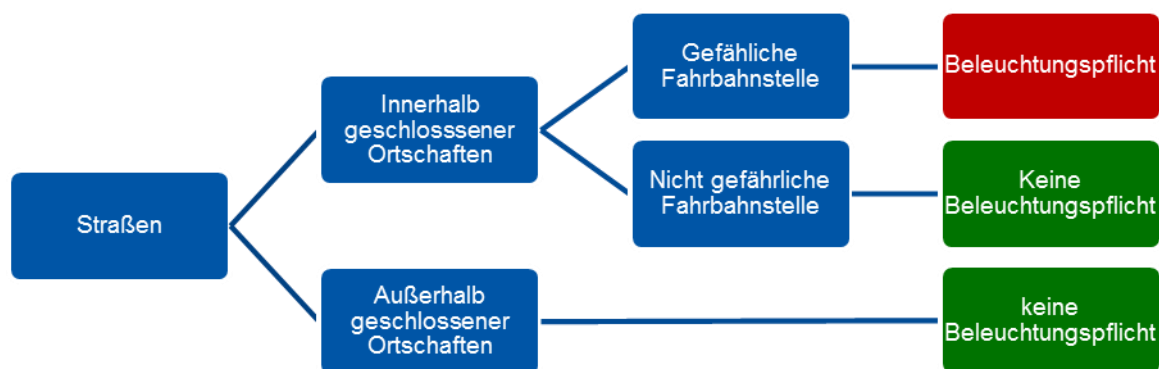 Straßen
Innerhalb
geschlosssener
Ortschaften
Gefähliche
Fahrbahnstelle
Beleuchtungspflicht
Nicht gefährliche
Fahrbahnstelle
Keine
Beleuchtungspflicht
Außerhalb
geschlossener
Ortschaften
keine
Beleuchtungspflicht